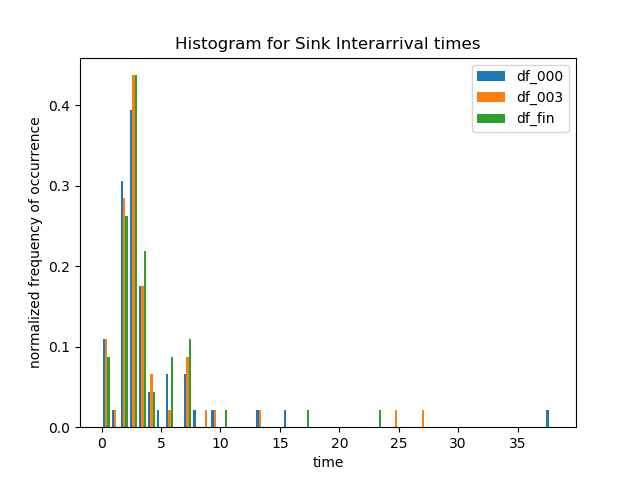 Histogram for Sink Interarrival times
df_000
df_003
df_fin
normalized frequency of occurrence
0.4
0.3
0.2
0.1
0.0
0 5 10 15 20 25 30 35
time